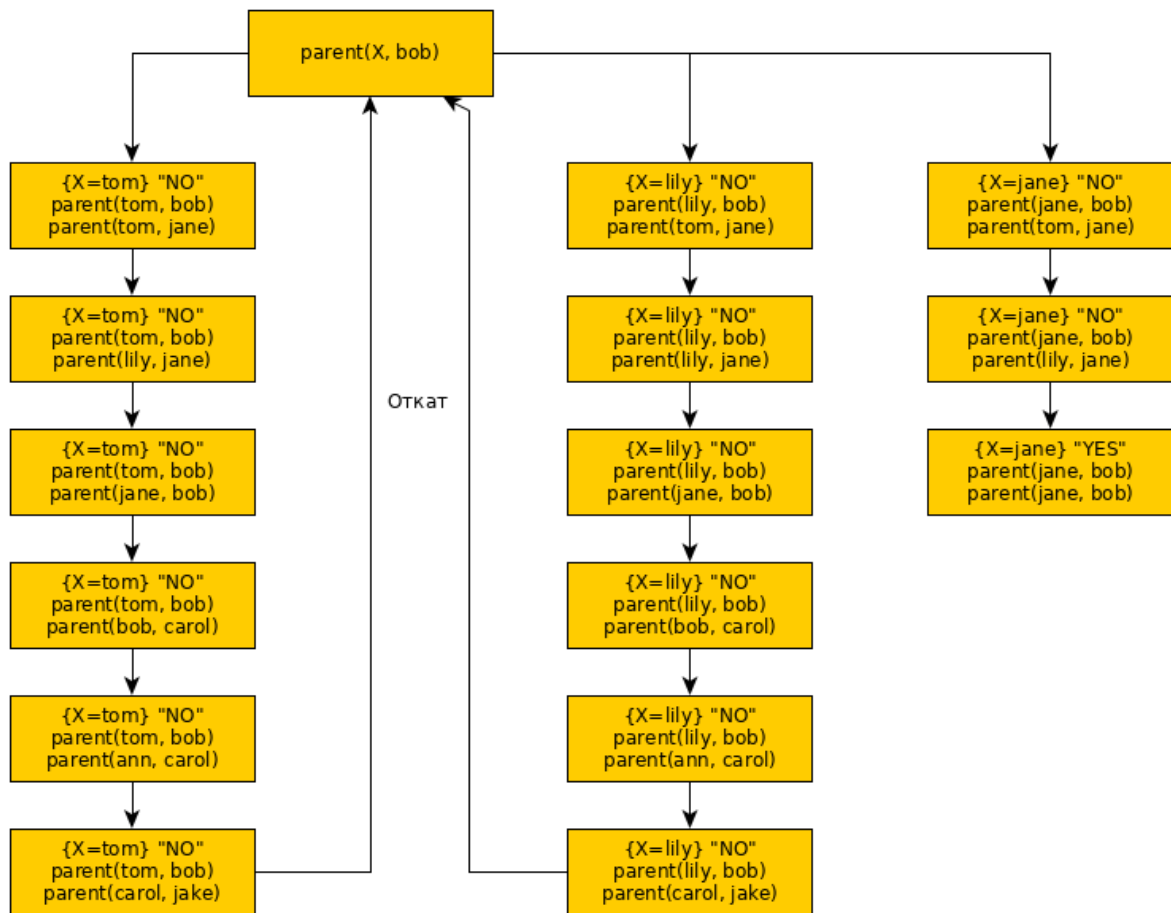 parent(X, bob)
{X=tom} "NO"
parent(tom, bob)
parent(tom, jane)
{X=tom} "NO"
parent(tom, bob)
parent(lily, jane)
{X=tom} "NO"
parent(tom, bob)
parent(jane, bob)
{X=tom} "NO"
parent(tom, bob)
parent(bob, carol)
{X=tom} "NO"
parent(tom, bob)
parent(ann, carol)
{X=tom} "NO"
parent(tom, bob)
parent(carol, jake)
Откат
{X=lily} "NO"
parent(lily, bob)
parent(tom, jane)
{X=lily} "NO"
parent(lily, bob)
parent(lily, jane)
{X=lily} "NO"
parent(lily, bob)
parent(jane, bob)
{X=lily} "NO"
parent(lily, bob)
parent(bob, carol)
{X=lily} "NO"
parent(lily, bob)
parent(ann, carol)
{X=lily} "NO"
parent(lily, bob)
parent(carol, jake)
{X=jane} "NO"
parent(jane, bob)
parent(tom, jane)
{X=jane} "NO"
parent(jane, bob)
parent(lily, jane)
{X=jane} "YES"
parent(jane, bob)
parent(jane, bob)